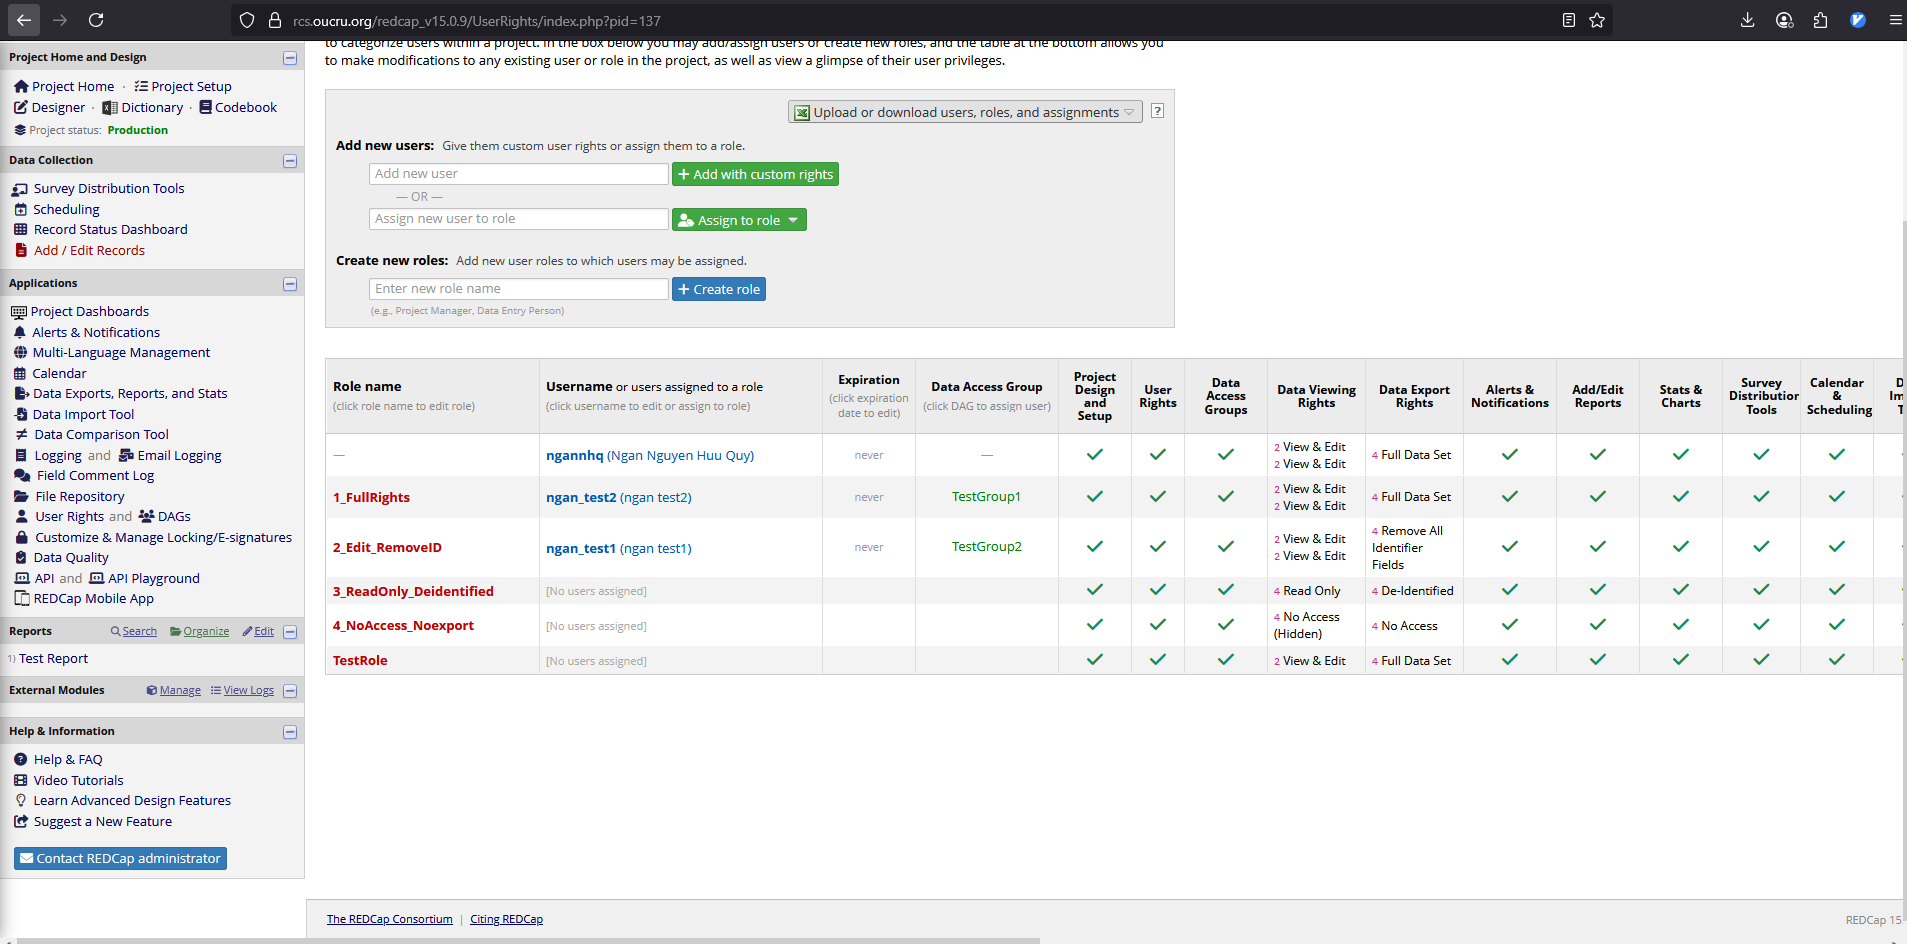 rcs.oucru.org/redcap_v15.0.9/UserRights/index.php?pid=137
Project Home and Design
Project Home · Project Setup
Designer · Dictionary · Codebook
Project status: Production
Data Collection
Survey Distribution Tools
Scheduling
Record Status Dashboard
Add / Edit Records
Applications
Project Dashboards
Alerts & Notifications
Multi-Language Management
Calendar
Data Exports, Reports, and Stats
Data Import Tool
Data Comparison Tool
Logging and Email Logging
Field Comment Log
File Repository
User Rights and DAGs
Customize & Manage Locking/E-signatures
Data Quality
API and API Playground
REDCap Mobile App
Reports Search Organize Edit
1) Test Report
External Modules Manage View Logs
Help & Information
Help & FAQ
Video Tutorials
Learn Advanced Design Features
Suggest a New Feature
Contact REDCap administrator
to categorize users within a project. In the box below you may add/assign users or create new roles, and the table at the bottom allows you
to make modifications to any existing user or role in the project, as well as view a glimpse of their user privileges.
Upload or download users, roles, and assignments ?
Add new users: Give them custom user rights or assign them to a role.
Add new user + Add with custom rights
— OR —
Assign new user to role Assign to role
Create new roles: Add new user roles to which users may be assigned.
Enter new role name + Create role
(e.g., Project Manager, Data Entry Person)
Role name
(click role name to edit role)
Username or users assigned to a role
(click username to edit or assign to role)
Expiration
(click expiration
date to edit)
Data Access Group
(click DAG to assign user)
Project
Design
and
Setup
User
Rights
Data
Access
Groups
Data Viewing
Rights
Data Export
Rights
Alerts &
Notifications
Add/Edit
Reports
Stats &
Charts
Survey
Distribution
Tools
Calendar
&
Scheduling
D
Im
T
— ngannhq (Ngan Nguyen Huu Quy) never —
2 View & Edit
2 View & Edit
4 Full Data Set
1_FullRights ngan_test2 (ngan test2) never TestGroup1
2 View & Edit
2 View & Edit
4 Full Data Set
2_Edit_RemoveID ngan_test1 (ngan test1) never TestGroup2
2 View & Edit
2 View & Edit
4 Remove All
Identifier
Fields
3_ReadOnly_Deidentified [No users assigned] 4 Read Only 4 De-Identified
4_NoAccess_Noexport [No users assigned]
4 No Access
(Hidden)
4 No Access
TestRole [No users assigned] 2 View & Edit 4 Full Data Set
The REDCap Consortium | Citing REDCap
REDCap 15